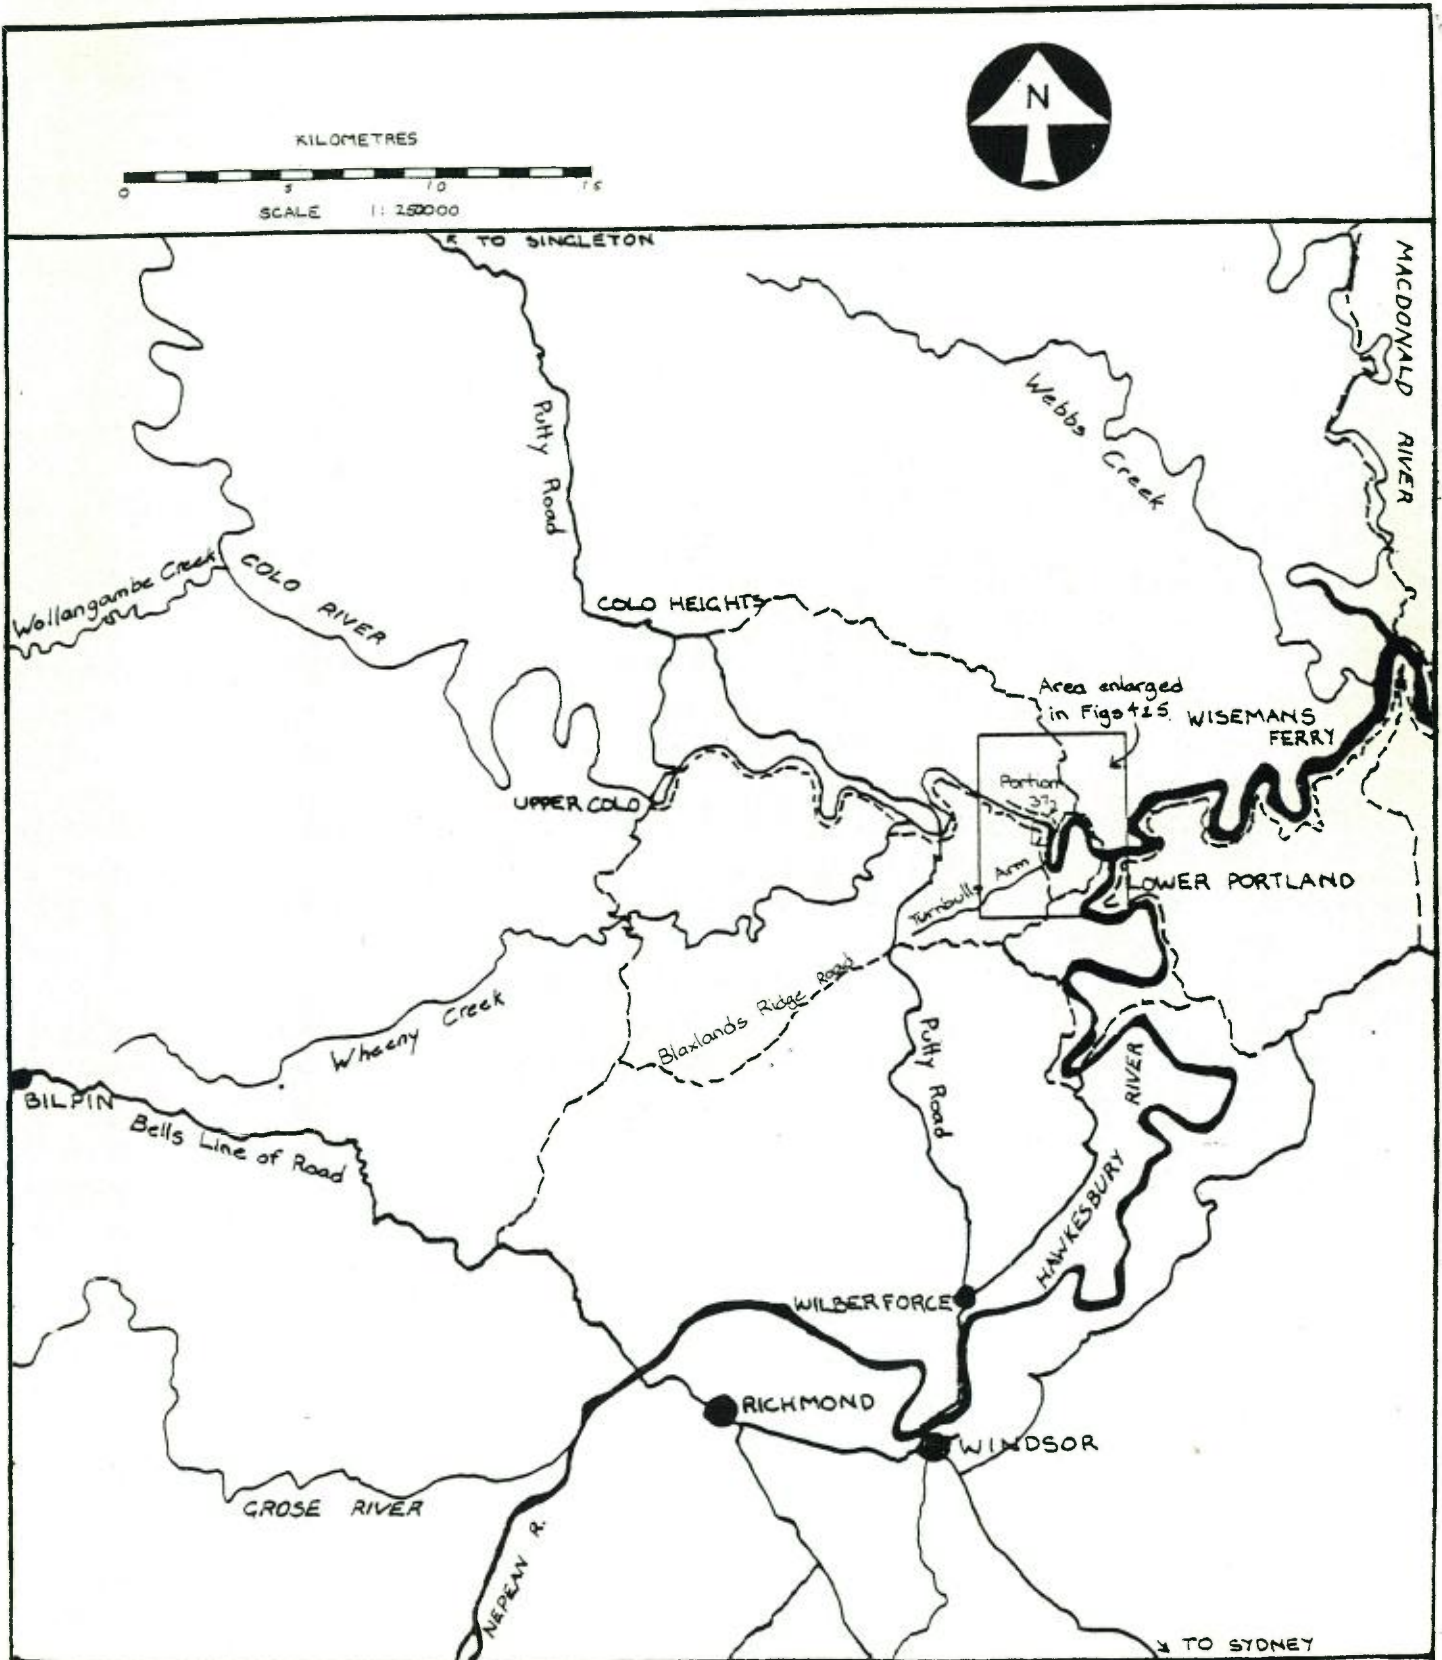 N
KILOMETRES
0 5 10 15
SCALE 1: 250000
TO SINGLETON
MACDONALD RIVER
Putty Road
Webbs Creek
Wollangambe Creek
COLO RIVER
COLO HEIGHTS
Area enlarged
in Figs 4&5.
WISEMANS
FERRY
Portion
372
UPPER COLO
Turnbulls Arm
LOWER PORTLAND
Blaxlands Ridge Road
Wheeny Creek
Putty Road
BILPIN
Bells Line of Road
HAWKESBURY RIVER
WILBERFORCE
RICHMOND
WINDSOR
GROSE RIVER
NEPEAN R.
TO SYDNEY